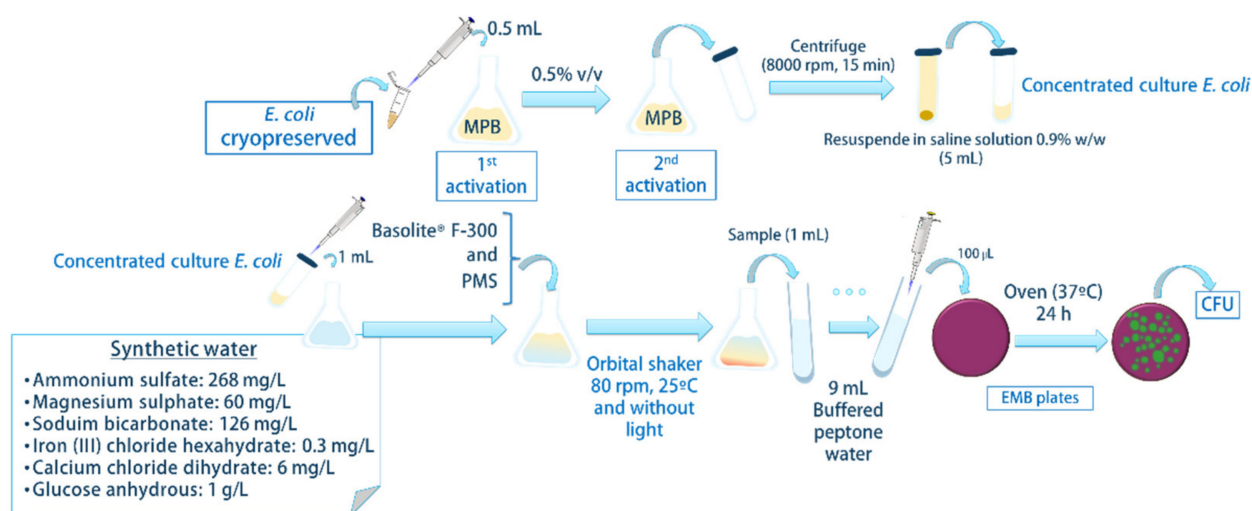 0.5 mL
E. coli
cryopreserved
MPB
1st
activation
0.5% v/v
MPB
2nd
activation
Centrifuge
(8000 rpm, 15 min)
Concentrated culture E. coli
Resuspende in saline solution 0.9% w/w
(5 mL)
Concentrated culture E. coli
1 mL
Basolite® F-300
and
PMS
Synthetic water
•Ammonium sulfate: 268 mg/L
•Magnesium sulphate: 60 mg/L
•Soduim bicarbonate: 126 mg/L
•Iron (III) chloride hexahydrate: 0.3 mg/L
•Calcium chloride dihydrate: 6 mg/L
•Glucose anhydrous: 1 g/L
Orbital shaker
80 rpm, 25ºC
and without
light
Sample (1 mL)
9 mL
Buffered
peptone
water
100 µL
Oven (37ºC)
24 h
EMB plates
CFU